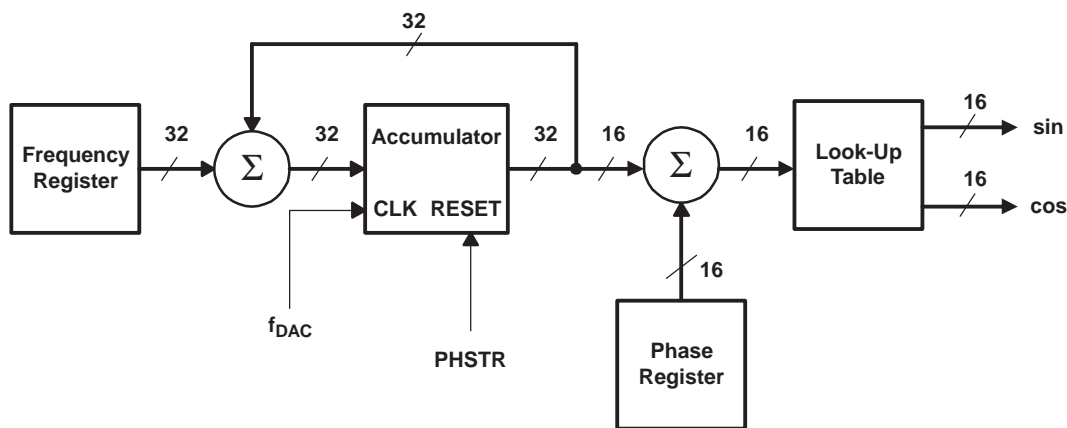 32
Frequency
Register
32
Σ
32
Accumulator
CLK RESET
32
16
Σ
16
Look-Up
Table
16
sin
16
cos
16
fDAC
PHSTR
Phase
Register